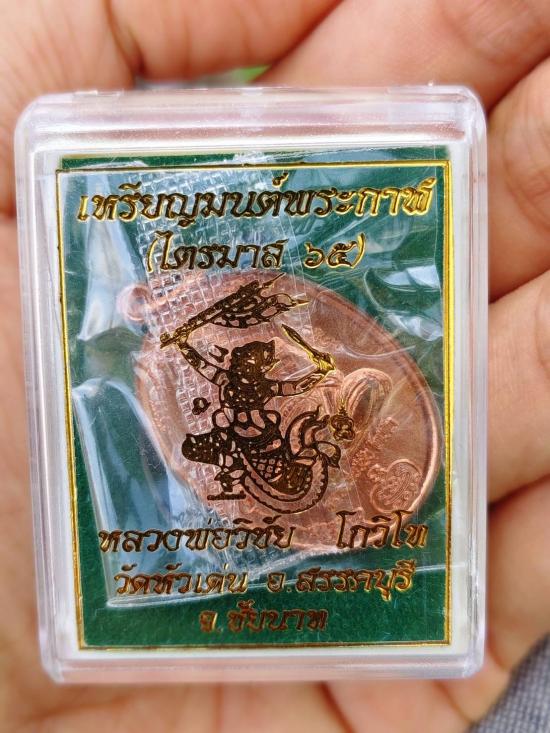 เหรียญมนต์พระกาฬ
(ไตรมาส ๖๕)
หลวงพ่อวิชัย โกวิโท
วัดหัวเด่น อ.สรรคบุรี
จ.ชัยนาท